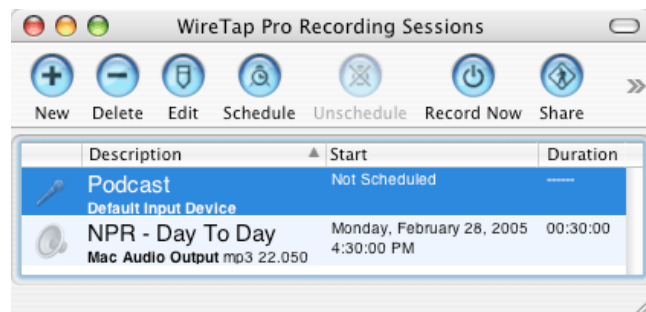 WireTap Pro Recording Sessions
New Delete Edit Schedule Unschedule Record Now Share
Description Start Duration
Podcast Not Scheduled ------
Default Input Device
NPR - Day To Day Monday, February 28, 2005 00:30:00
Mac Audio Output mp3 22.050 4:30:00 PM